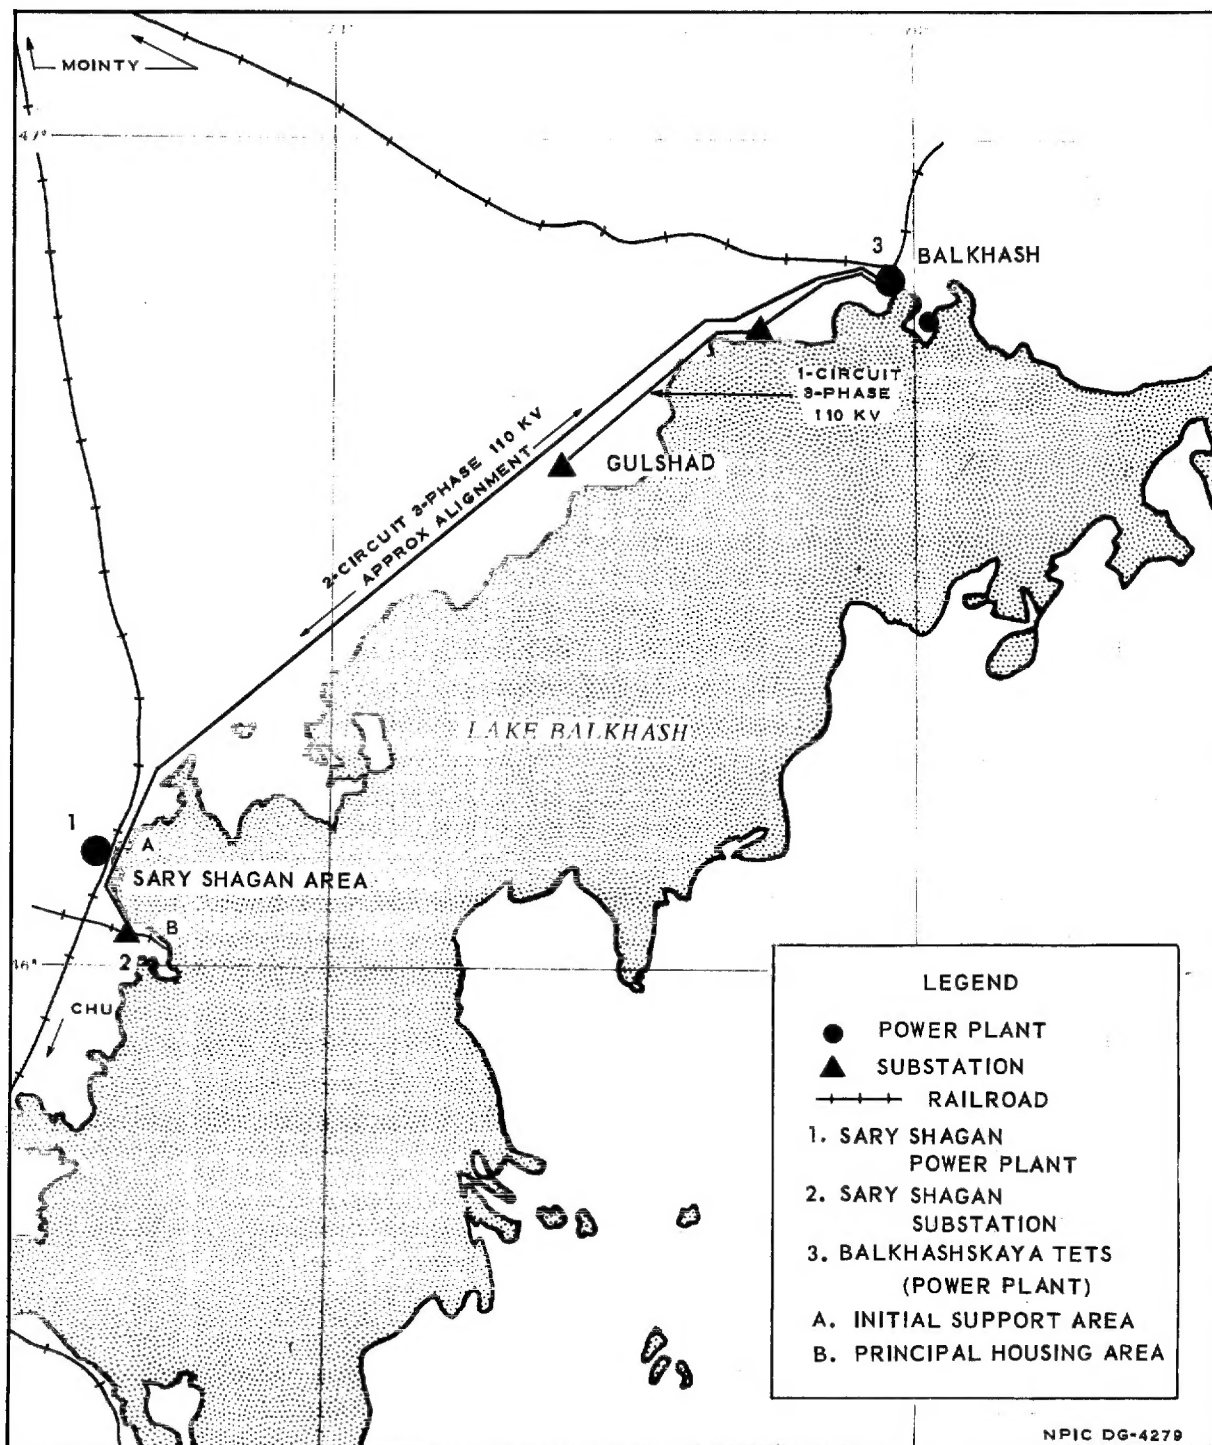 MOINTY
3
BALKHASH
1-CIRCUIT
3-PHASE
110 KV
2-CIRCUIT 3-PHASE 110 KV
APPROX ALIGNMENT
GULSHAD
LAKE BALKHASH
1
A
SARY SHAGAN AREA
B
2
46°
CHU
LEGEND
POWER PLANT
SUBSTATION
RAILROAD
1. SARY SHAGAN
POWER PLANT
2. SARY SHAGAN
SUBSTATION
3. BALKHASHSKAYA TETS
(POWER PLANT)
A. INITIAL SUPPORT AREA
B. PRINCIPAL HOUSING AREA
NPIC DG-4279